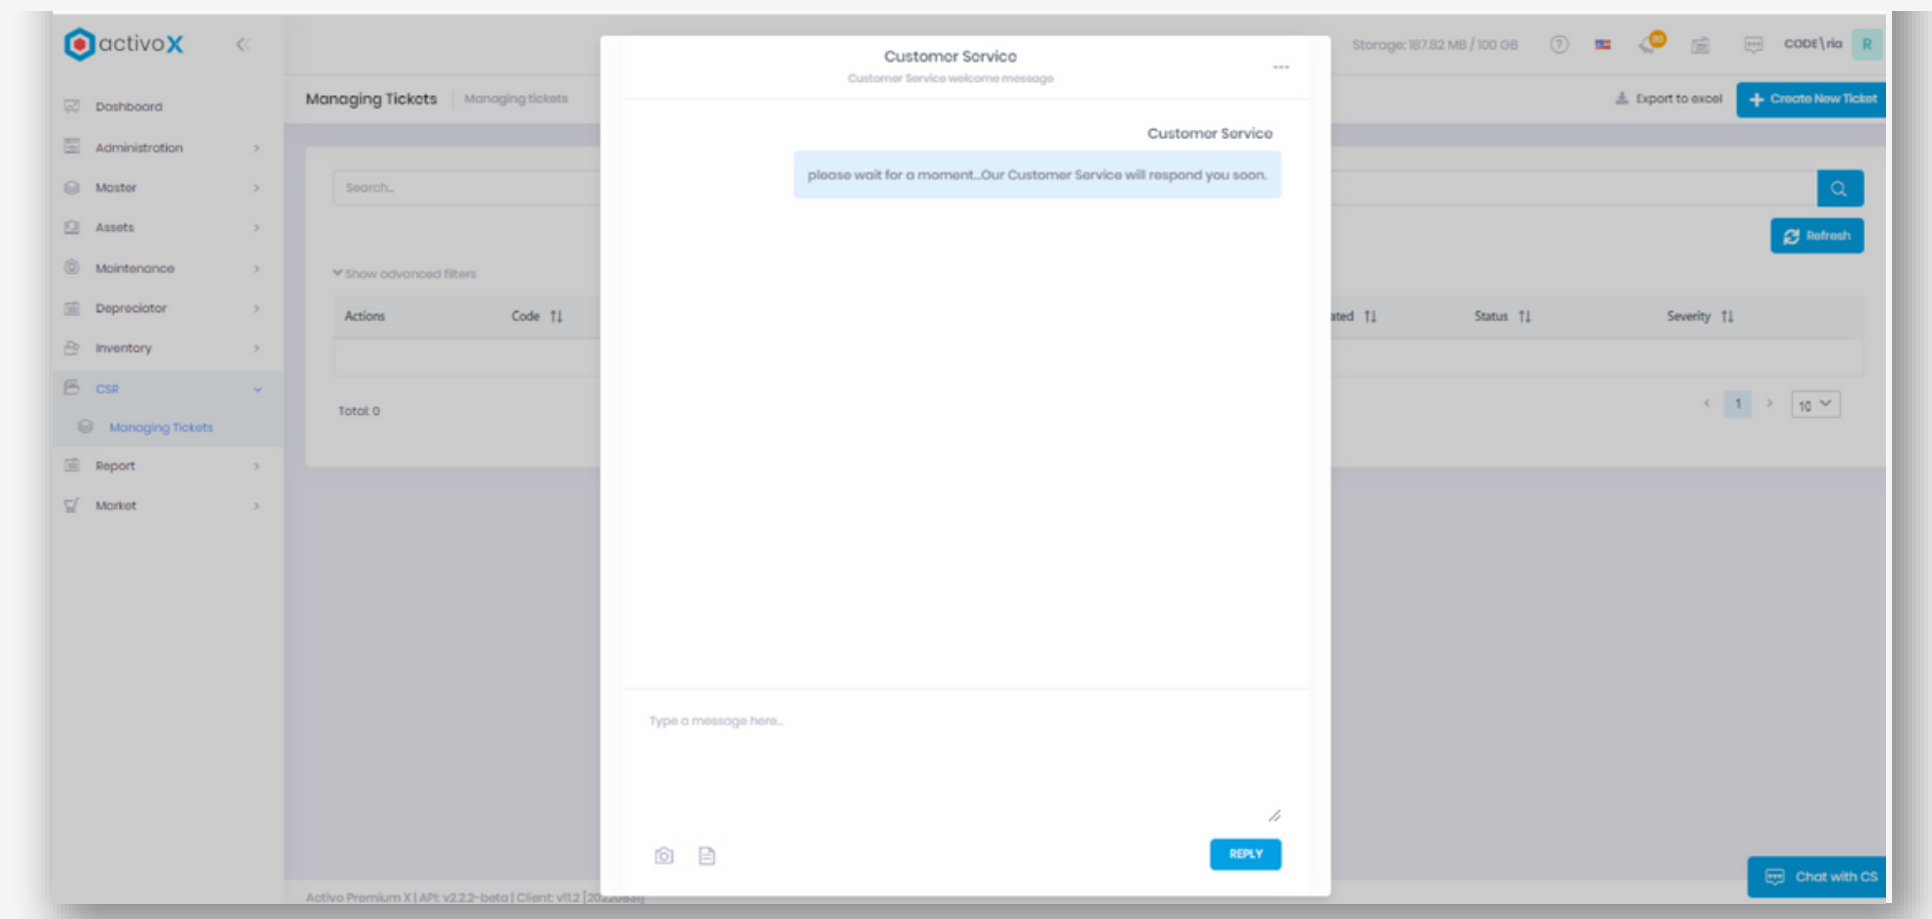 activoX
Storage: 187.82 MB / 100 GB
30
CODE\ria
R
Dashboard
Administration
Master
Assets
Maintenance
Depreciator
Inventory
CSR
Managing Tickets
Report
Market
Managing Tickets
Managing tickets
Export to excel
Create New Ticket
Search...
Refresh
Show advanced filters
Actions
Code
ated
Status
Severity
Total: 0
1
10
Customer Service
Customer Service welcome message
...
Customer Service
please wait for a moment...Our Customer Service will respond you soon.
Type a message here...
REPLY
Chat with CS
Activo Premium X | API: v2.2.2-beta | Client: v11.2 [20220831]